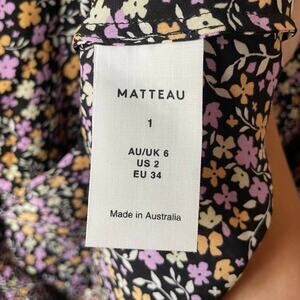 MATTEAU
1
AU/UK 6
US 2
EU 34
Made in Australia